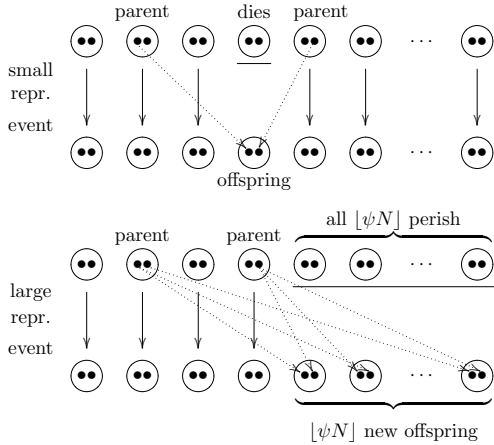 parent dies parent
small
repr.
event
· · ·
· · ·
offspring
all ⌊ψN⌋ perish
parent parent
large
repr.
event
· · ·
· · ·
⌊ψN⌋ new offspring